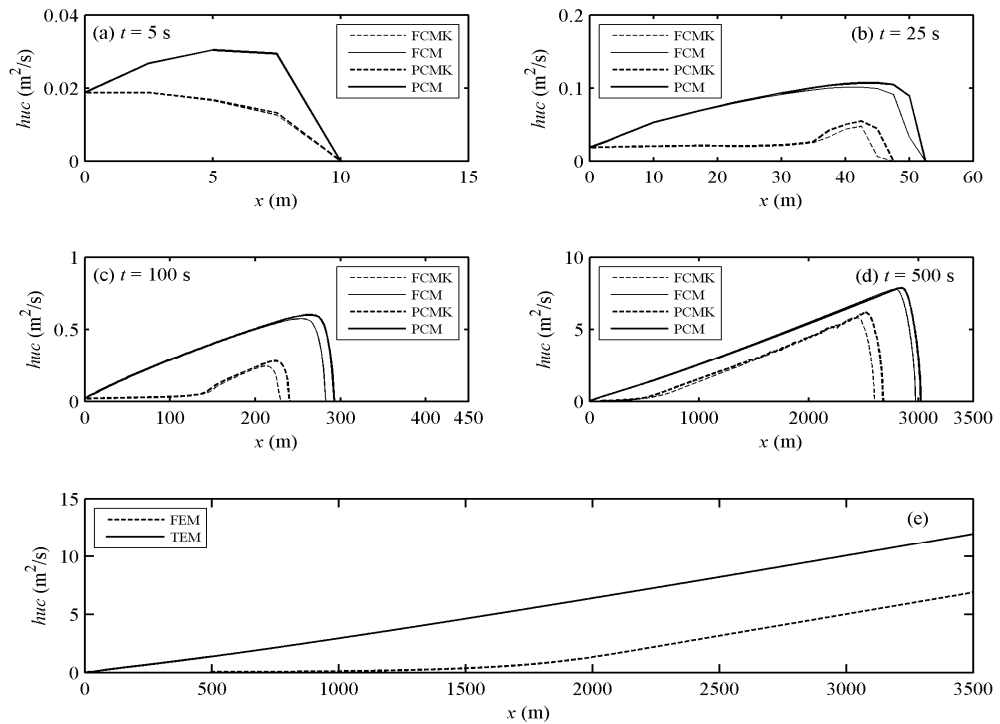 (a) t = 5 s
huc (m²/s)
0.04
0.02
0
FCMK
FCM
PCMK
PCM
0 5 10 15
x (m)
(b) t = 25 s
huc (m²/s)
0.2
0.1
0
FCMK
FCM
PCMK
PCM
0 10 20 30 40 50 60
x (m)
(c) t = 100 s
huc (m²/s)
1
0.5
0
FCMK
FCM
PCMK
PCM
0 100 200 300 400 450
x (m)
(d) t = 500 s
huc (m²/s)
10
5
0
FCMK
FCM
PCMK
PCM
0 1000 2000 3000 3500
x (m)
(e)
huc (m²/s)
15
10
5
0
FEM
TEM
0 500 1000 1500 2000 2500 3000 3500
x (m)